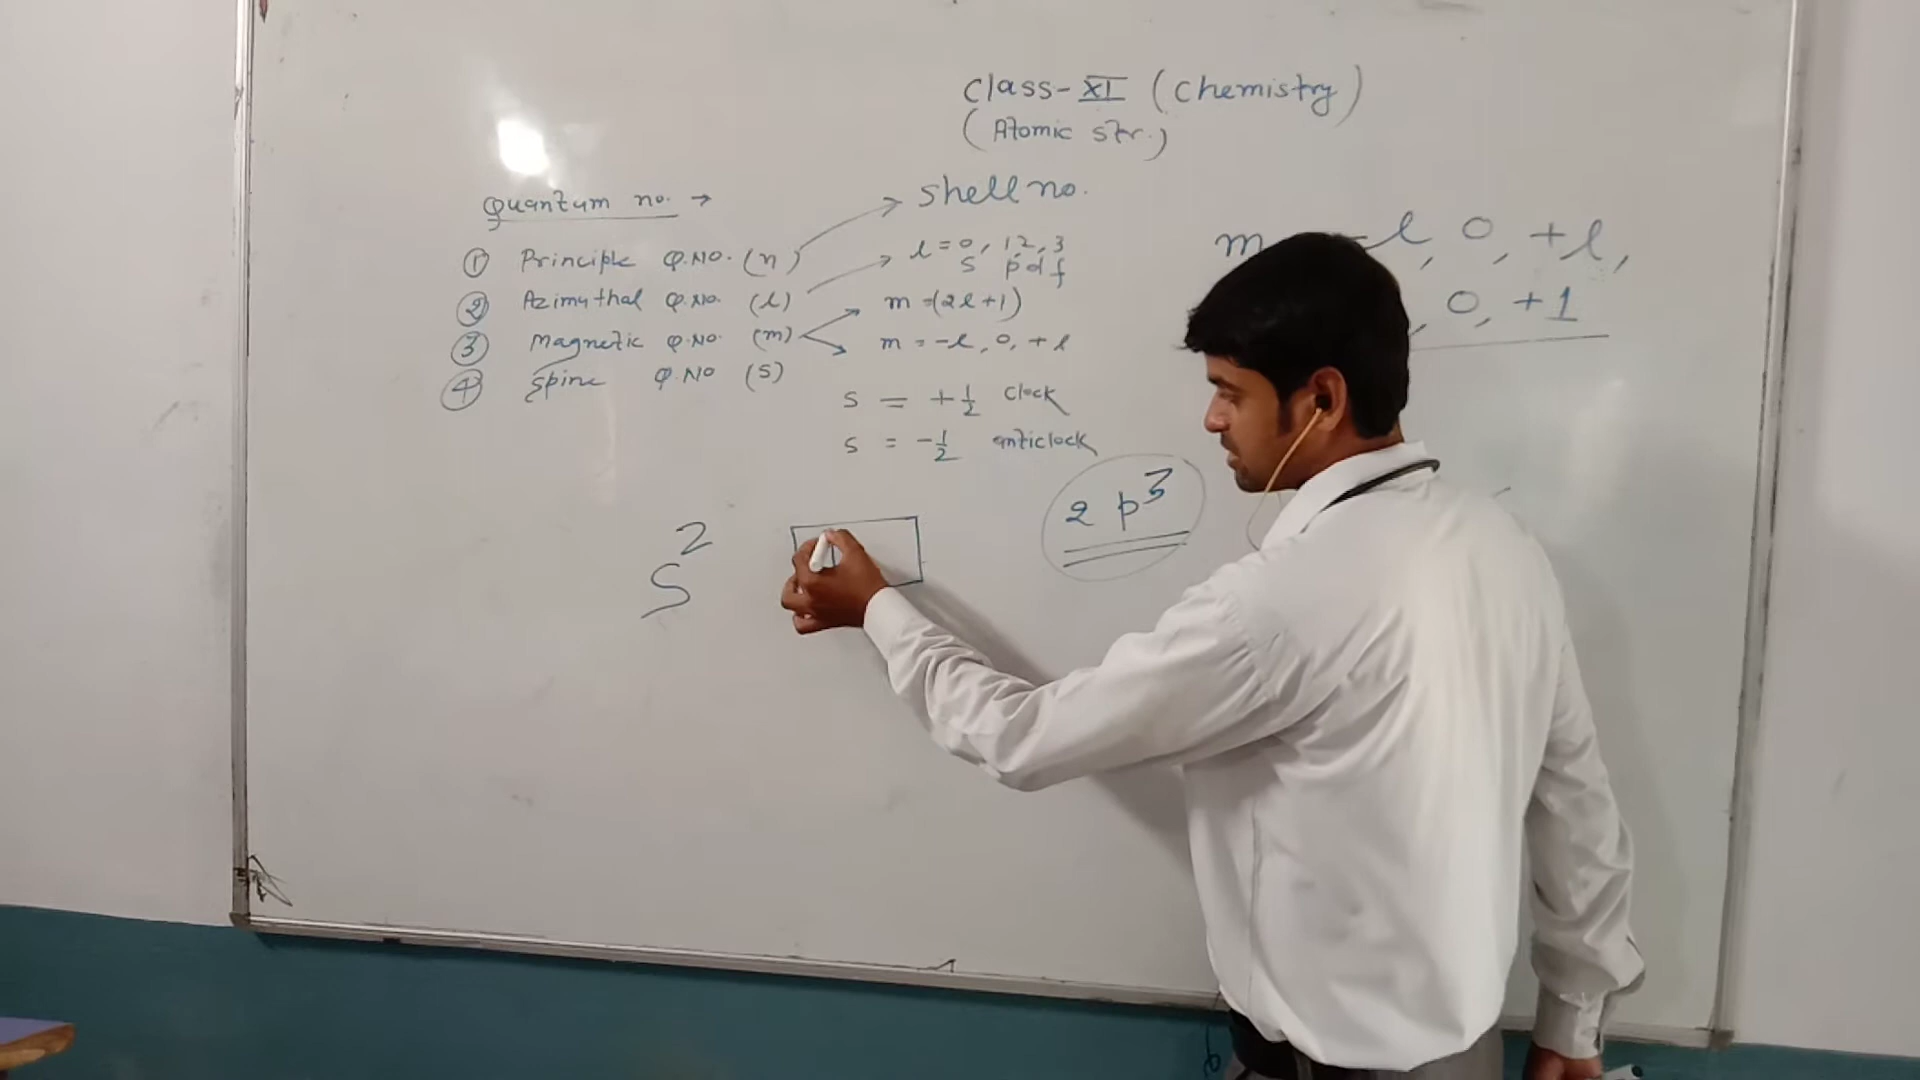 Class-XI (Chemistry)
(Atomic str.)
Quantum no. →
① Principle Q.NO. (n) → shell no.
② Azimuthal Q.NO. (l) → l = 0, 1 2, 3
s p d f
③ Magnetic Q.NO. (m) m =(2l+1)
m = -l, 0, + l
④ Spine Q.NO (S)
s = +1/2 clock
s = -1/2 anticlock
m -l, 0, +l,
, 0, +1
2 p³
S²